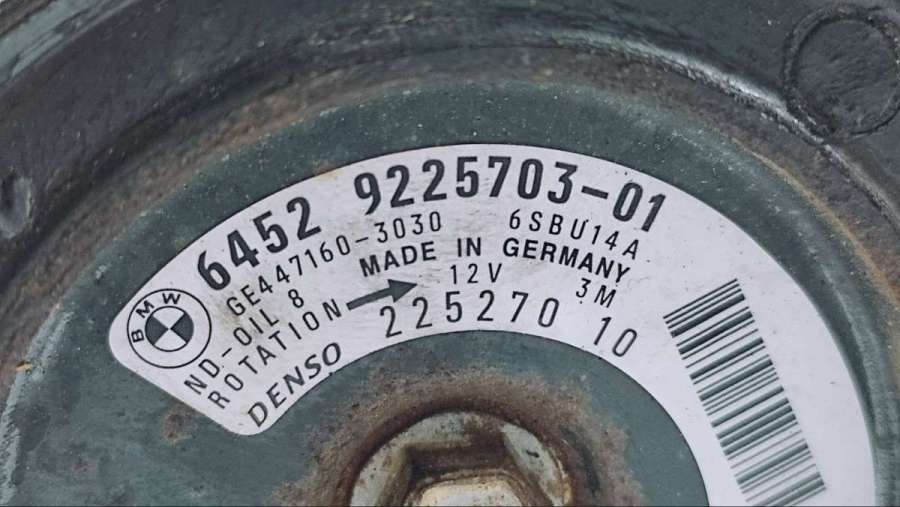 BMW
6452 9225703-01
GE447160-3030 6SBU14A
MADE IN GERMANY
ND-OIL 8 12V 3M
ROTATION
DENSO 225270 10